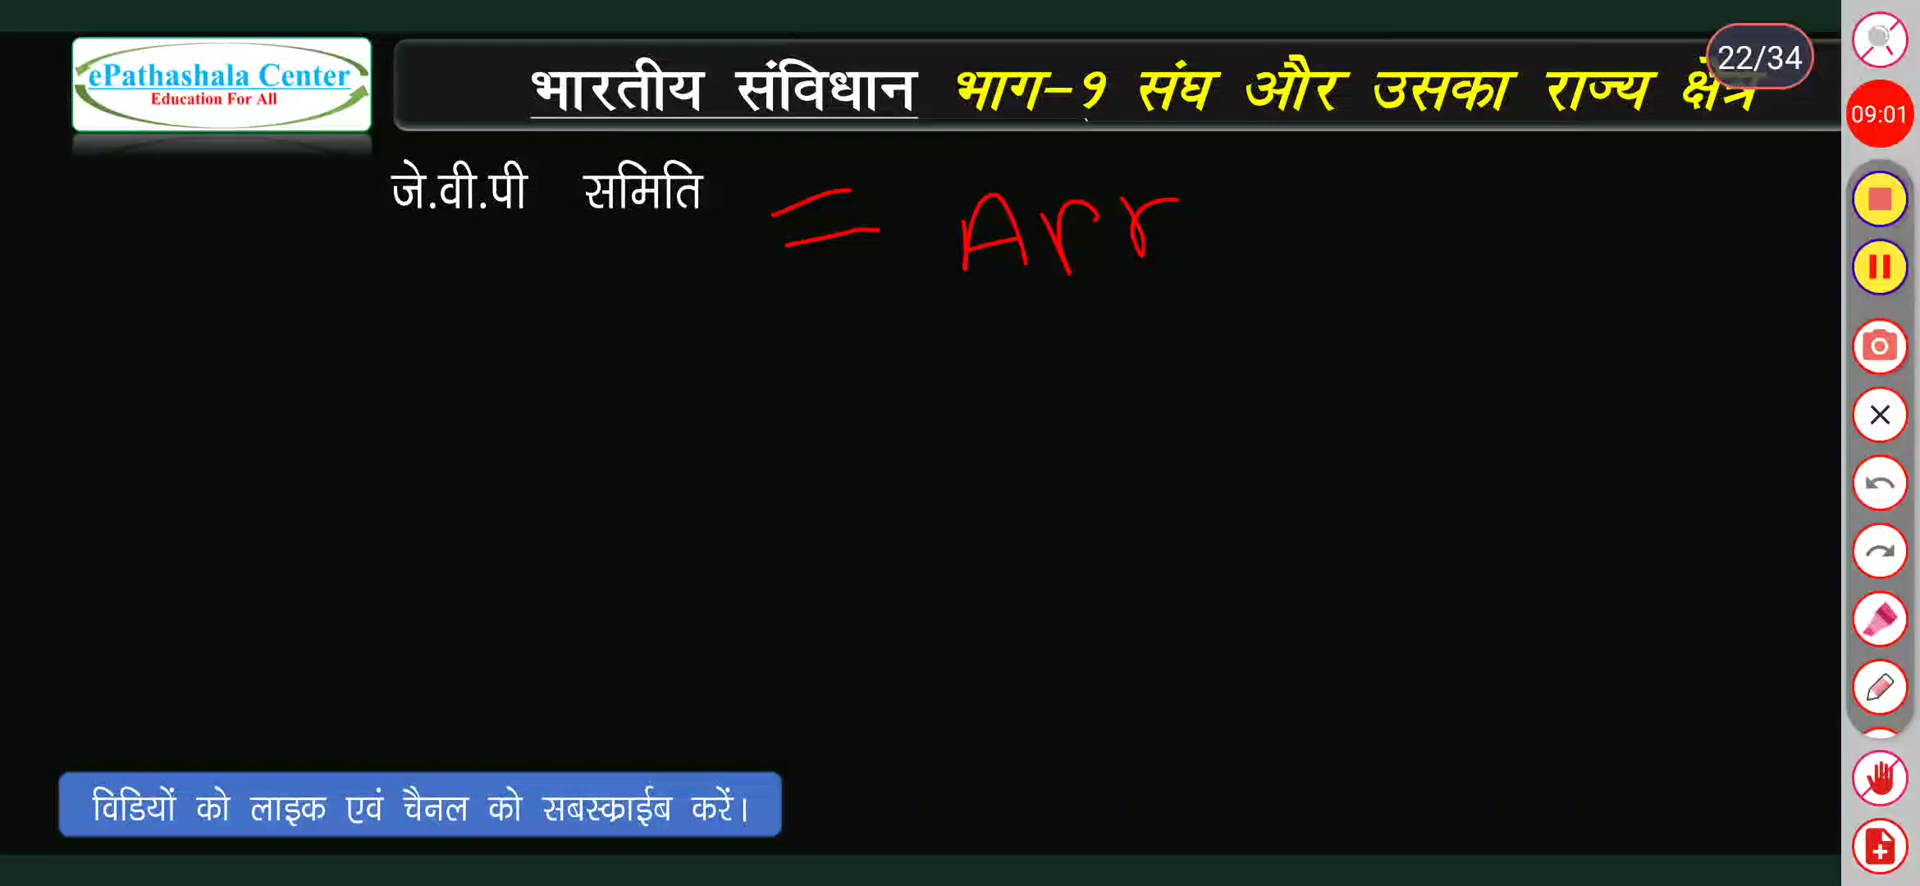 ePathashala Center
Education For All
भारतीय संविधान भाग-१ संघ और उसका राज्य क्षेत्र
22/34
09:01
जे.वी.पी समिति = Arr
विडियों को लाइक एवं चैनल को सबस्क्राईब करें।